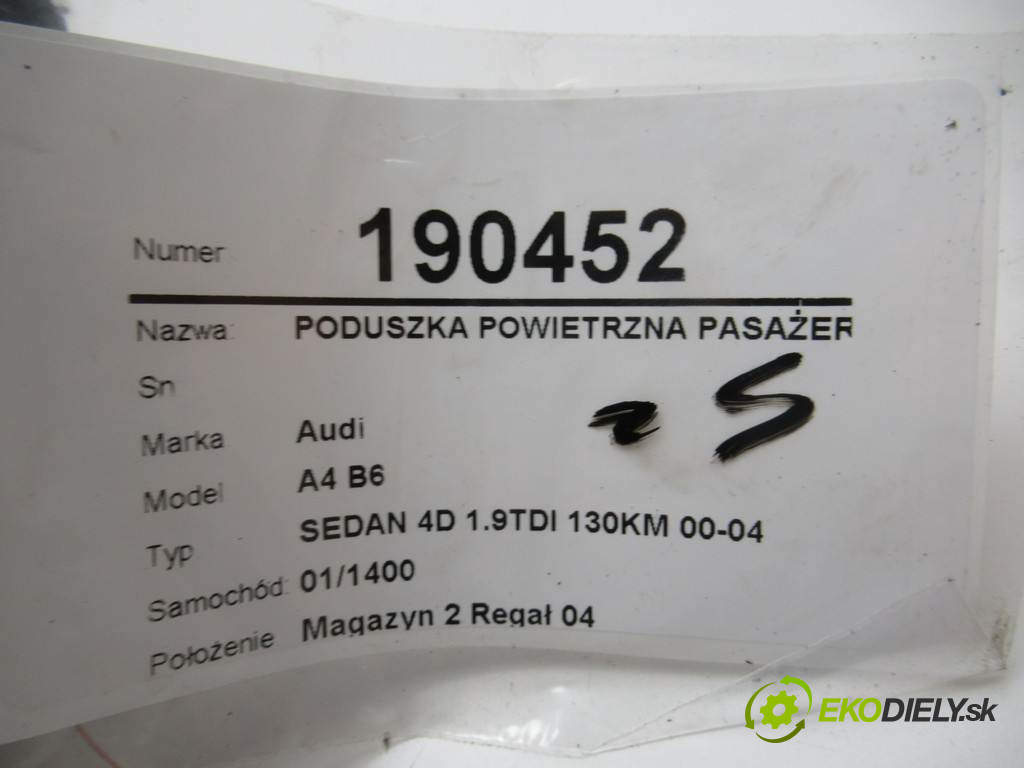 Numer: 190452
Nazwa: PODUSZKA POWIETRZNA PASAŻER
Sn
Marka Audi
Model A4 B6
Typ SEDAN 4D 1.9TDI 130KM 00-04
Samochód: 01/1400
Położenie Magazyn 2 Regał 04
EKODIELY.sk